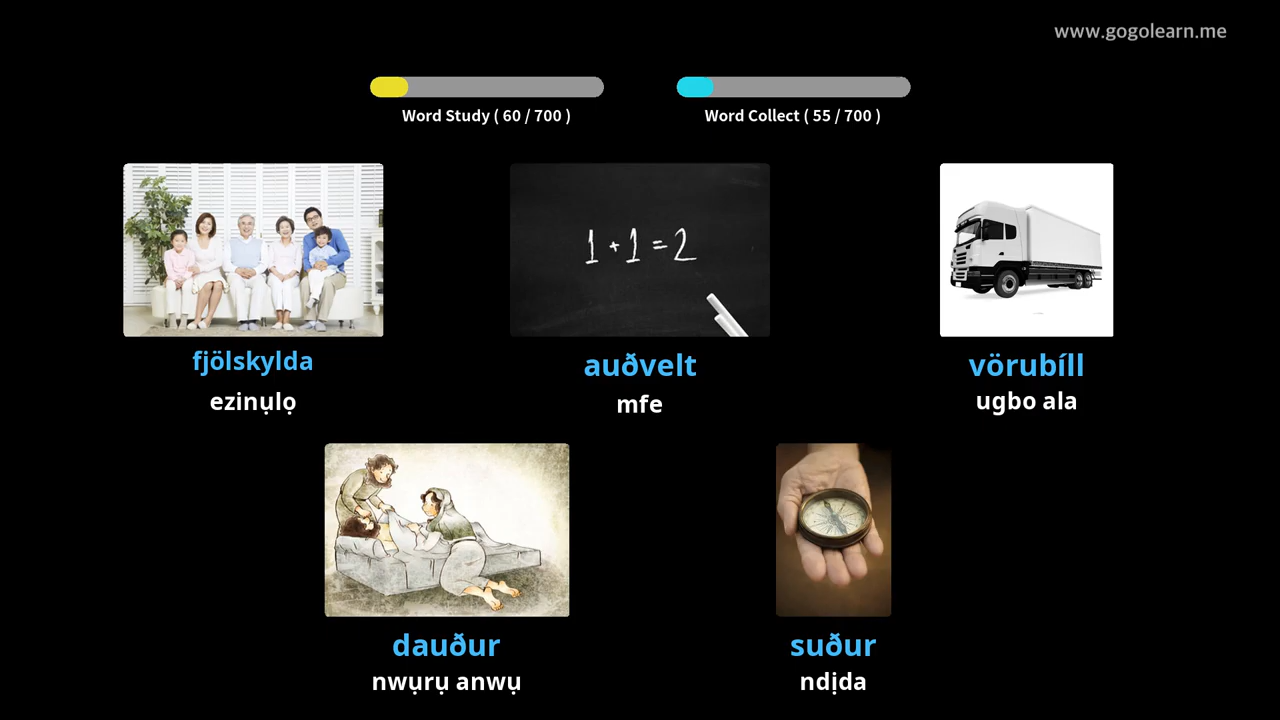 www.gogolearn.me
Word Study ( 60 / 700 )
Word Collect ( 55 / 700 )
1 + 1 = 2
fjölskylda
ezinụlọ
auðvelt
mfe
vörubíll
ugbo ala
dauður
nwụrụ anwụ
suður
ndịda